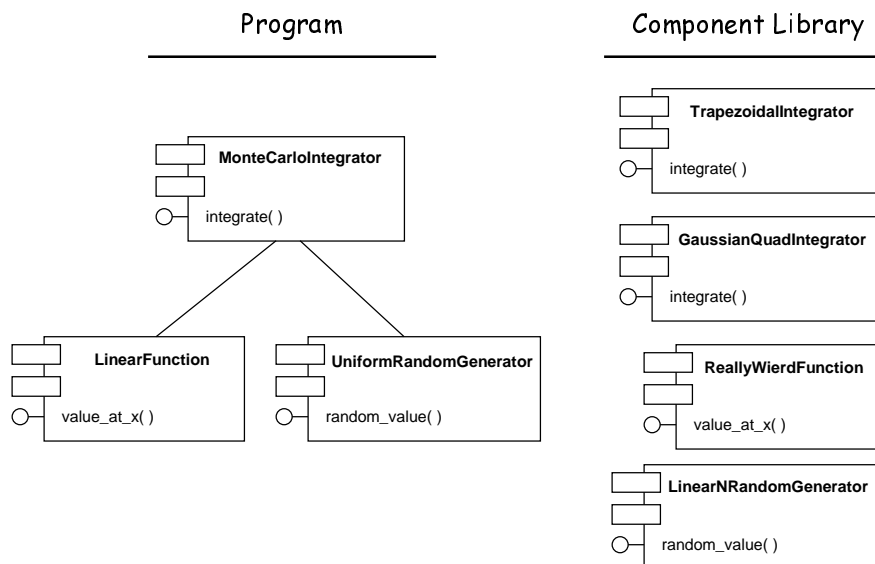 Program
MonteCarloIntegrator
integrate( )
LinearFunction
value_at_x( )
UniformRandomGenerator
random_value( )
Component Library
TrapezoidalIntegrator
integrate( )
GaussianQuadIntegrator
integrate( )
ReallyWierdFunction
value_at_x( )
LinearNRandomGenerator
random_value( )